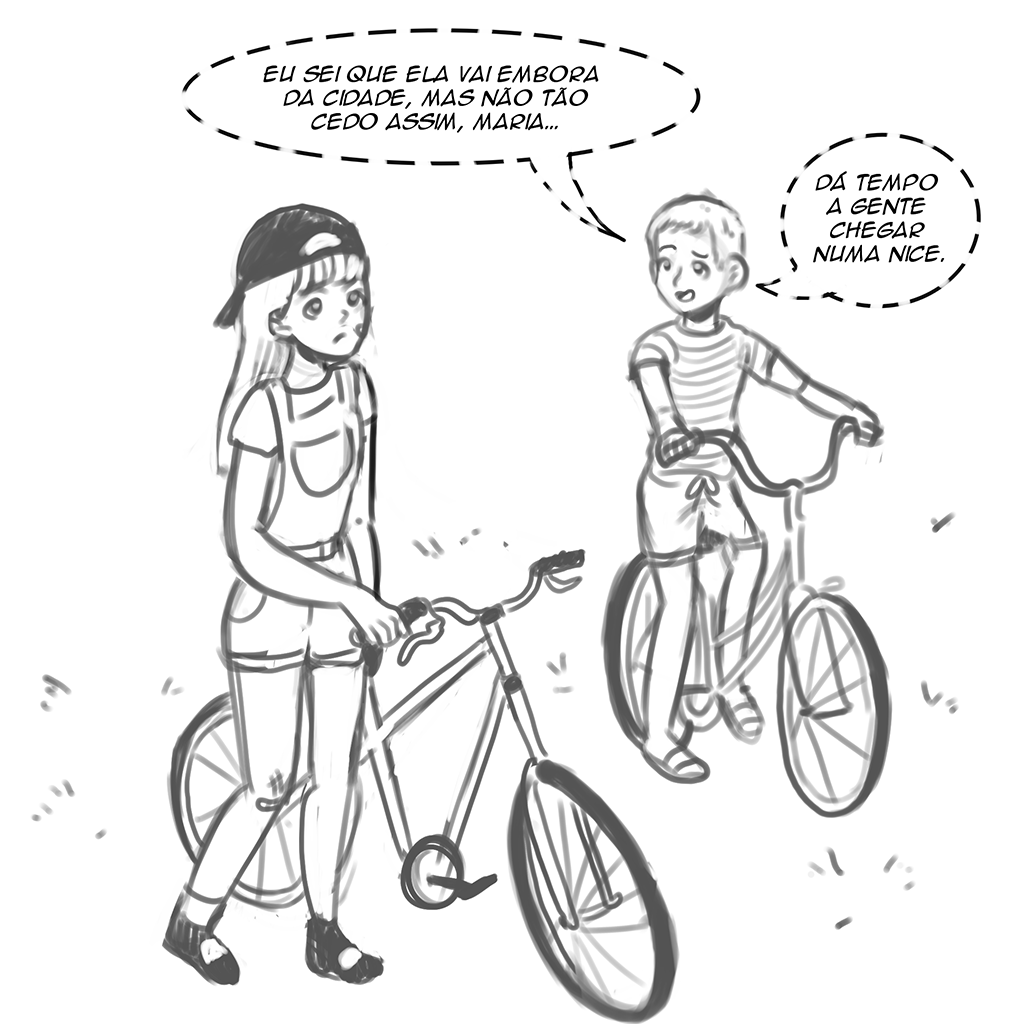 EU SEI QUE ELA VAI EMBORA
DA CIDADE, MAS NÃO TÃO
CEDO ASSIM, MARIA...
DÁ TEMPO
A GENTE
CHEGAR
NUMA NICE.